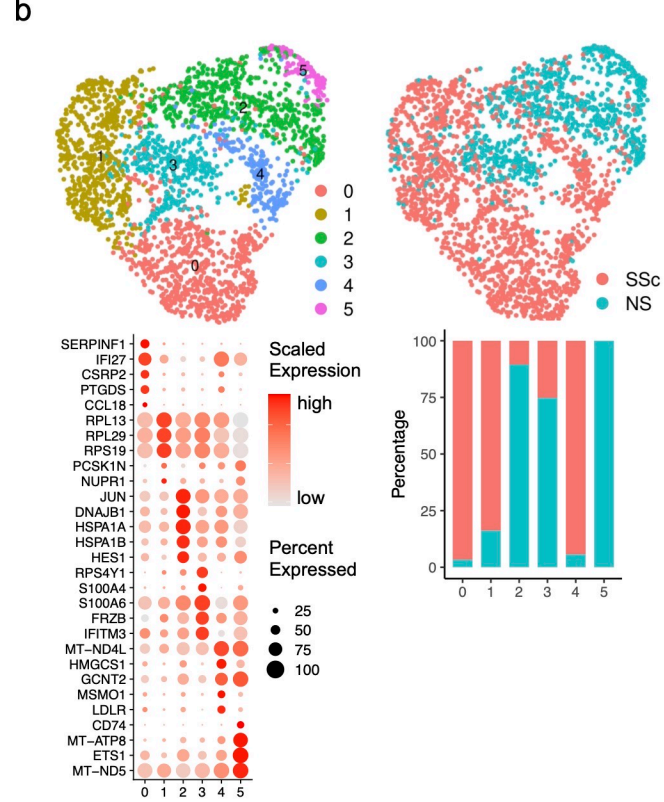 b
5
2
1
3
4
0
0
1
2
3
4
5
SSc
NS
SERPINF1
IFI27
CSRP2
PTGDS
CCL18
RPL13
RPL29
RPS19
PCSK1N
NUPR1
JUN
DNAJB1
HSPA1A
HSPA1B
HES1
RPS4Y1
S100A4
S100A6
FRZB
IFITM3
MT−ND4L
HMGCS1
GCNT2
MSMO1
LDLR
CD74
MT−ATP8
ETS1
MT−ND5
0 1 2 3 4 5
Scaled
Expression
high
low
Percent
Expressed
25
50
75
100
Percentage
100
75
50
25
0
0 1 2 3 4 5